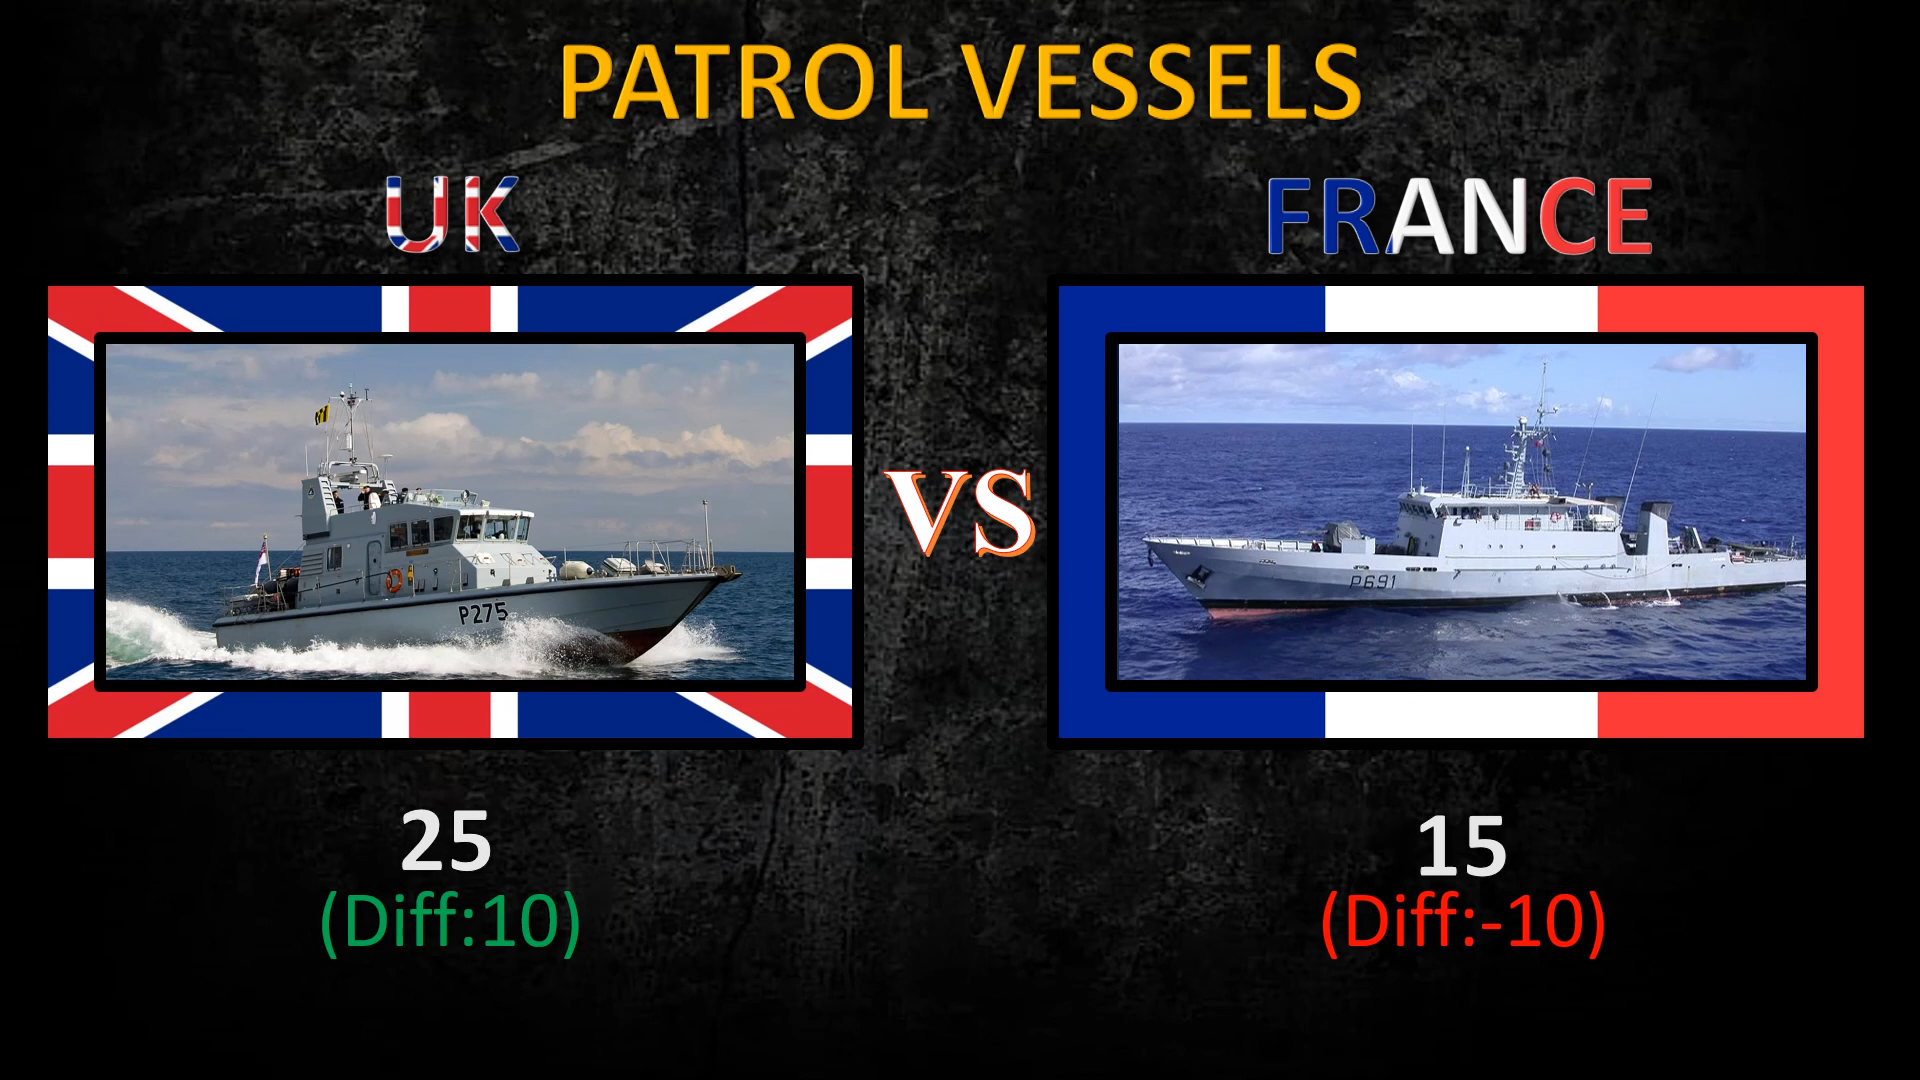 PATROL VESSELS
UK
FRANCE
P275
VS
P691
25
15
(Diff:10)
(Diff:-10)